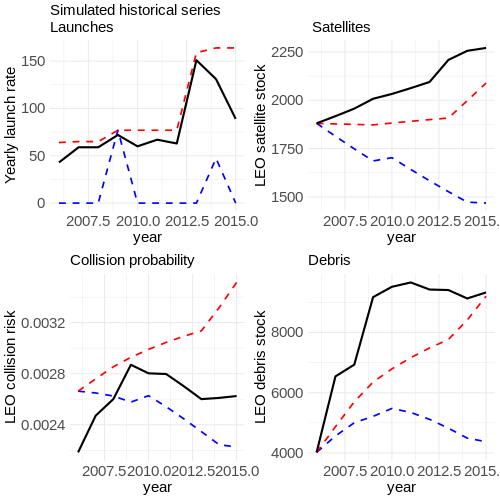 Simulated historical series
Launches
Yearly launch rate
150
100
50
0
2007.5 2010.0 2012.5 2015.0
year
Satellites
LEO satellite stock
2250
2000
1750
1500
2007.5 2010.0 2012.5 2015.
year
Collision probability
LEO collision risk
0.0032
0.0028
0.0024
2007.5 2010.0 2012.5 2015.0
year
Debris
LEO debris stock
8000
6000
4000
2007.5 2010.0 2012.5 2015.
year